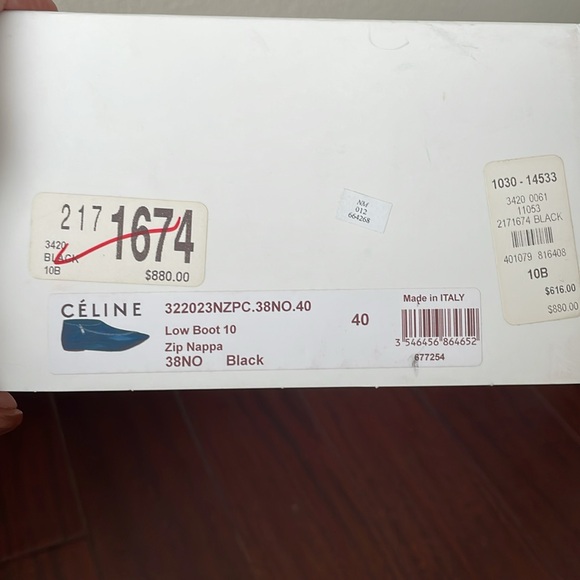 217 1674
3420
BLACK
10B
$880.00
NM
012
664268
1030 - 14533
3420 0061
11053
2171674 BLACK
401079 816408
10B
$616.00
$880.00
CÉLINE
322023NZPC.38NO.40
Low Boot 10
Zip Nappa
38NO Black
40
Made in ITALY
3 546456 864652
677254